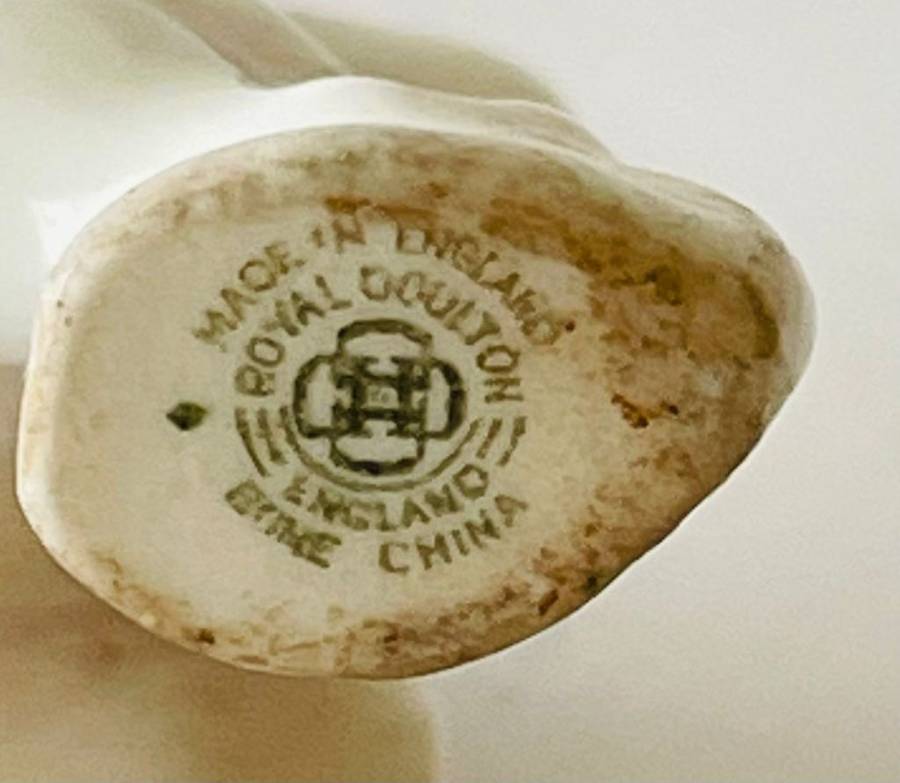 MADE IN ENGLAND
ROYAL DOULTON
ENGLAND
BONE CHINA